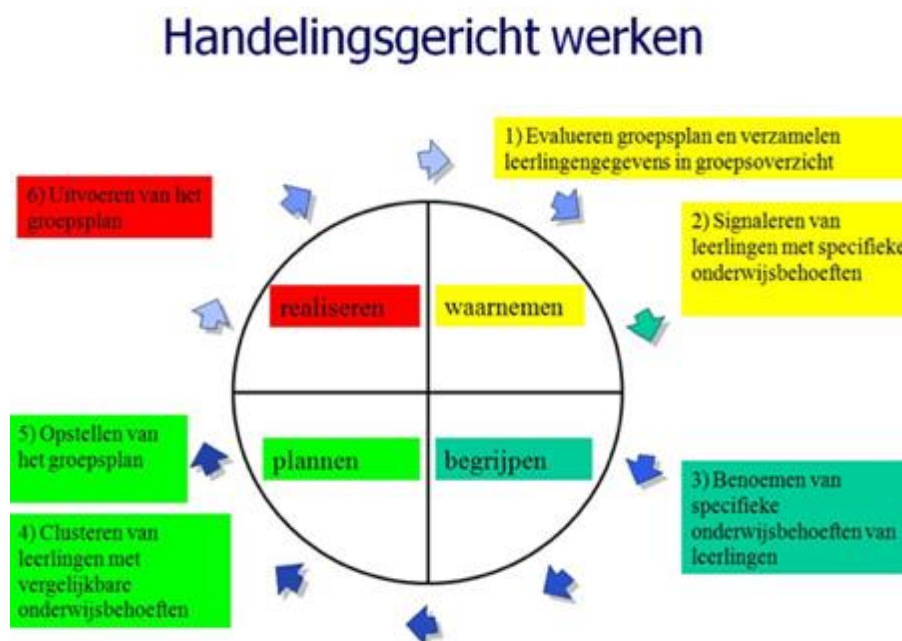 Handelingsgericht werken
1) Evalueren groepsplan en verzamelen
leerlingengegevens in groepsoverzicht
2) Signaleren van
leerlingen met specifieke
onderwijsbehoeften
3) Benoemen van
specifieke
onderwijsbehoeften van
leerlingen
4) Clusteren van
leerlingen met
vergelijkbare
onderwijsbehoeften
5) Opstellen van
het groepsplan
6) Uitvoeren van het
groepsplan
realiseren
waarnemen
plannen
begrijpen